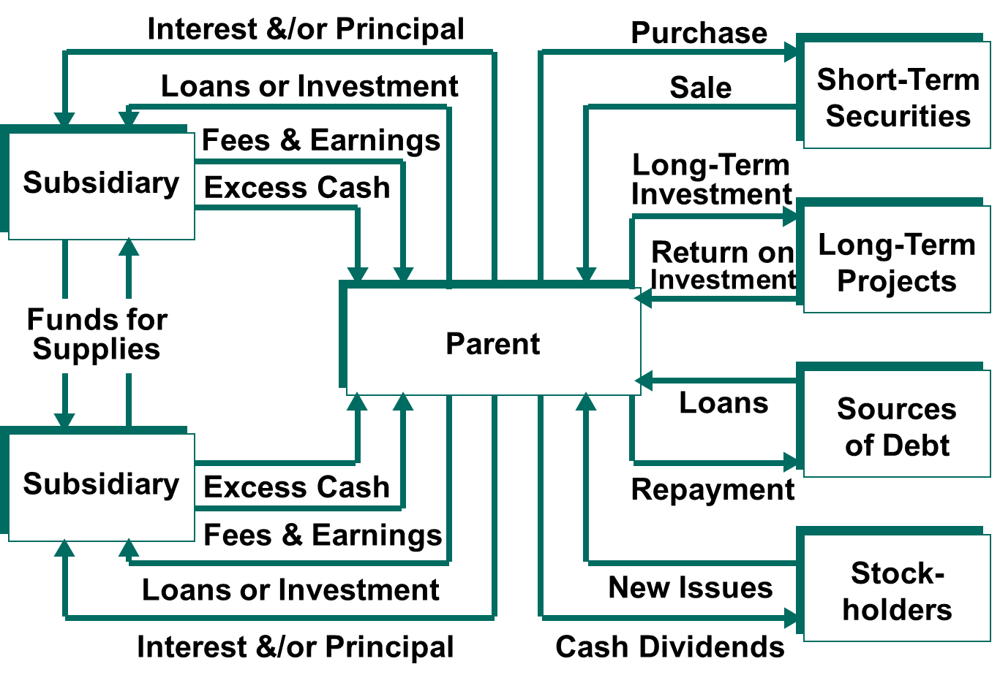 Interest &/or Principal
Purchase
Loans or Investment
Sale
Short-Term
Securities
Fees & Earnings
Subsidiary
Excess Cash
Long-Term
Investment
Return on
Investment
Long-Term
Projects
Funds for
Supplies
Parent
Loans
Sources
of Debt
Subsidiary
Excess Cash
Repayment
Fees & Earnings
Loans or Investment
New Issues
Stock-
holders
Interest &/or Principal
Cash Dividends